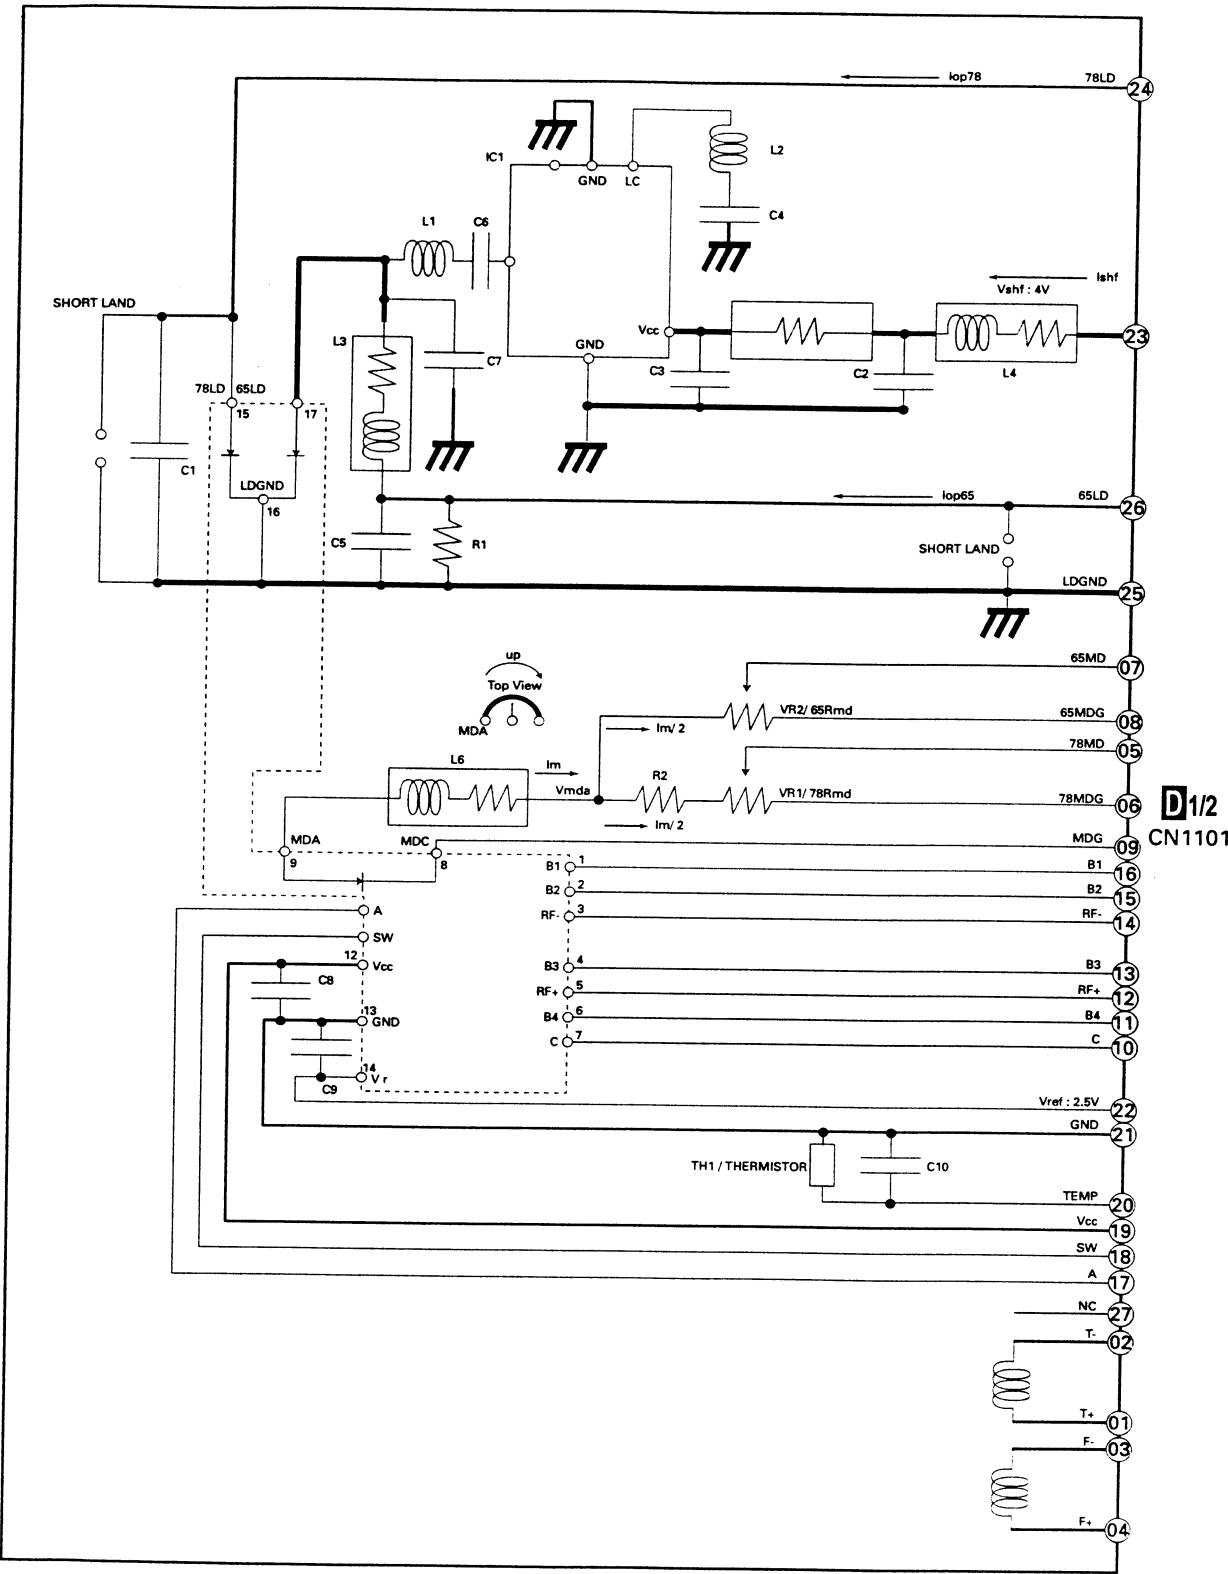 Iop78
78LD
24
IC1
GND
LC
L2
C4
L1
C6
Ishf
Vshf : 4V
SHORT LAND
Vcc
23
L3
GND
C7
C3
C2
L4
78LD
65LD
15
17
C1
LDGND
16
Iop65
65LD
26
C5
R1
SHORT LAND
LDGND
25
up
Top View
MDA
65MD
07
VR2/ 65Rmd
65MDG
08
Im/ 2
78MD
05
L6
Im
Vmda
R2
VR1/ 78Rmd
78MDG
06
Im/ 2
D 1/2
CN1101
MDA
9
MDC
8
MDG
09
B1
1
B1
16
B2
2
B2
15
A
RF-
3
RF-
14
SW
12
Vcc
B3
4
B3
13
C8
RF+
5
RF+
12
13
GND
B4
6
B4
11
C
7
C
10
14
Vr
C9
Vref : 2.5V
22
GND
21
TH1 / THERMISTOR
C10
TEMP
20
Vcc
19
SW
18
A
17
NC
27
T-
02
T+
01
F-
03
F+
04